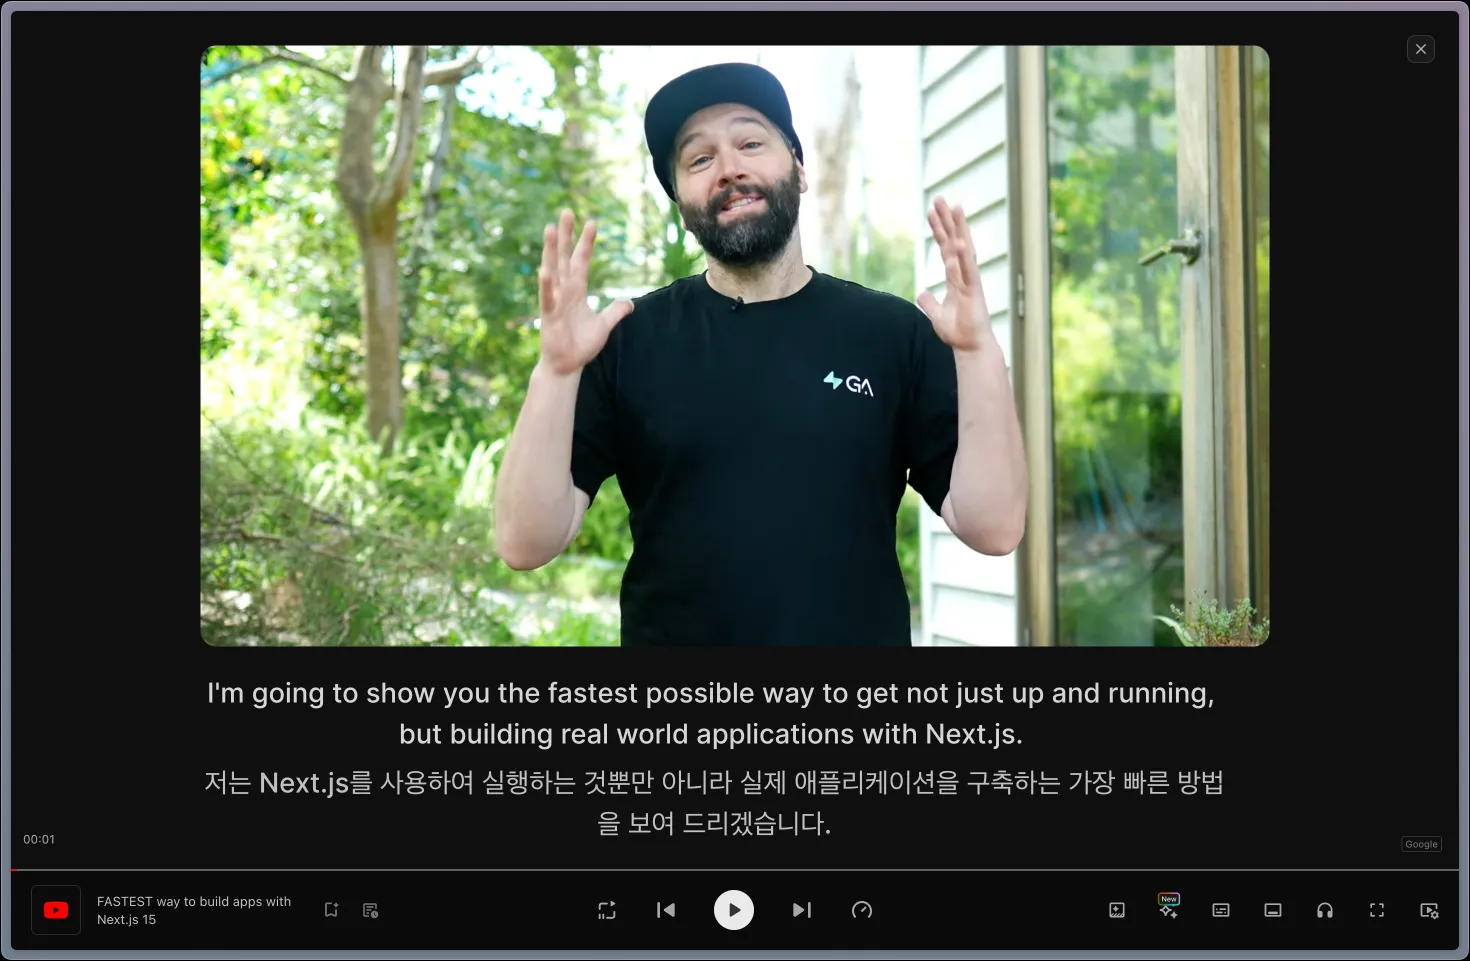 GA
I'm going to show you the fastest possible way to get not just up and running,
but building real world applications with Next.js.
저는 Next.js를 사용하여 실행하는 것뿐만 아니라 실제 애플리케이션을 구축하는 가장 빠른 방법
을 보여 드리겠습니다.
00:01
Google
FASTEST way to build apps with
Next.js 15
New